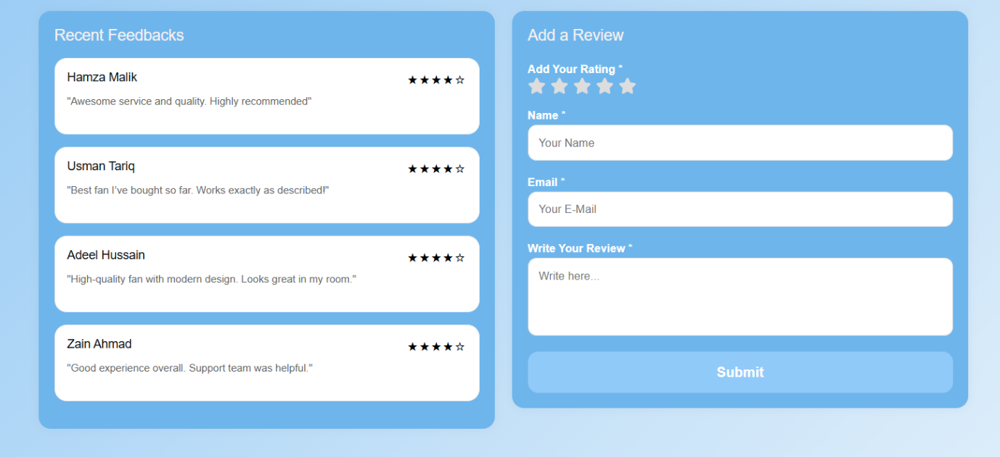 Recent Feedbacks
Hamza Malik
★★★★☆
"Awesome service and quality. Highly recommended"
Usman Tariq
★★★★☆
"Best fan I've bought so far. Works exactly as described!"
Adeel Hussain
★★★★☆
"High-quality fan with modern design. Looks great in my room."
Zain Ahmad
★★★★☆
"Good experience overall. Support team was helpful."
Add a Review
Add Your Rating *
★★★★★
Name *
Your Name
Email *
Your E-Mail
Write Your Review *
Write here...
Submit